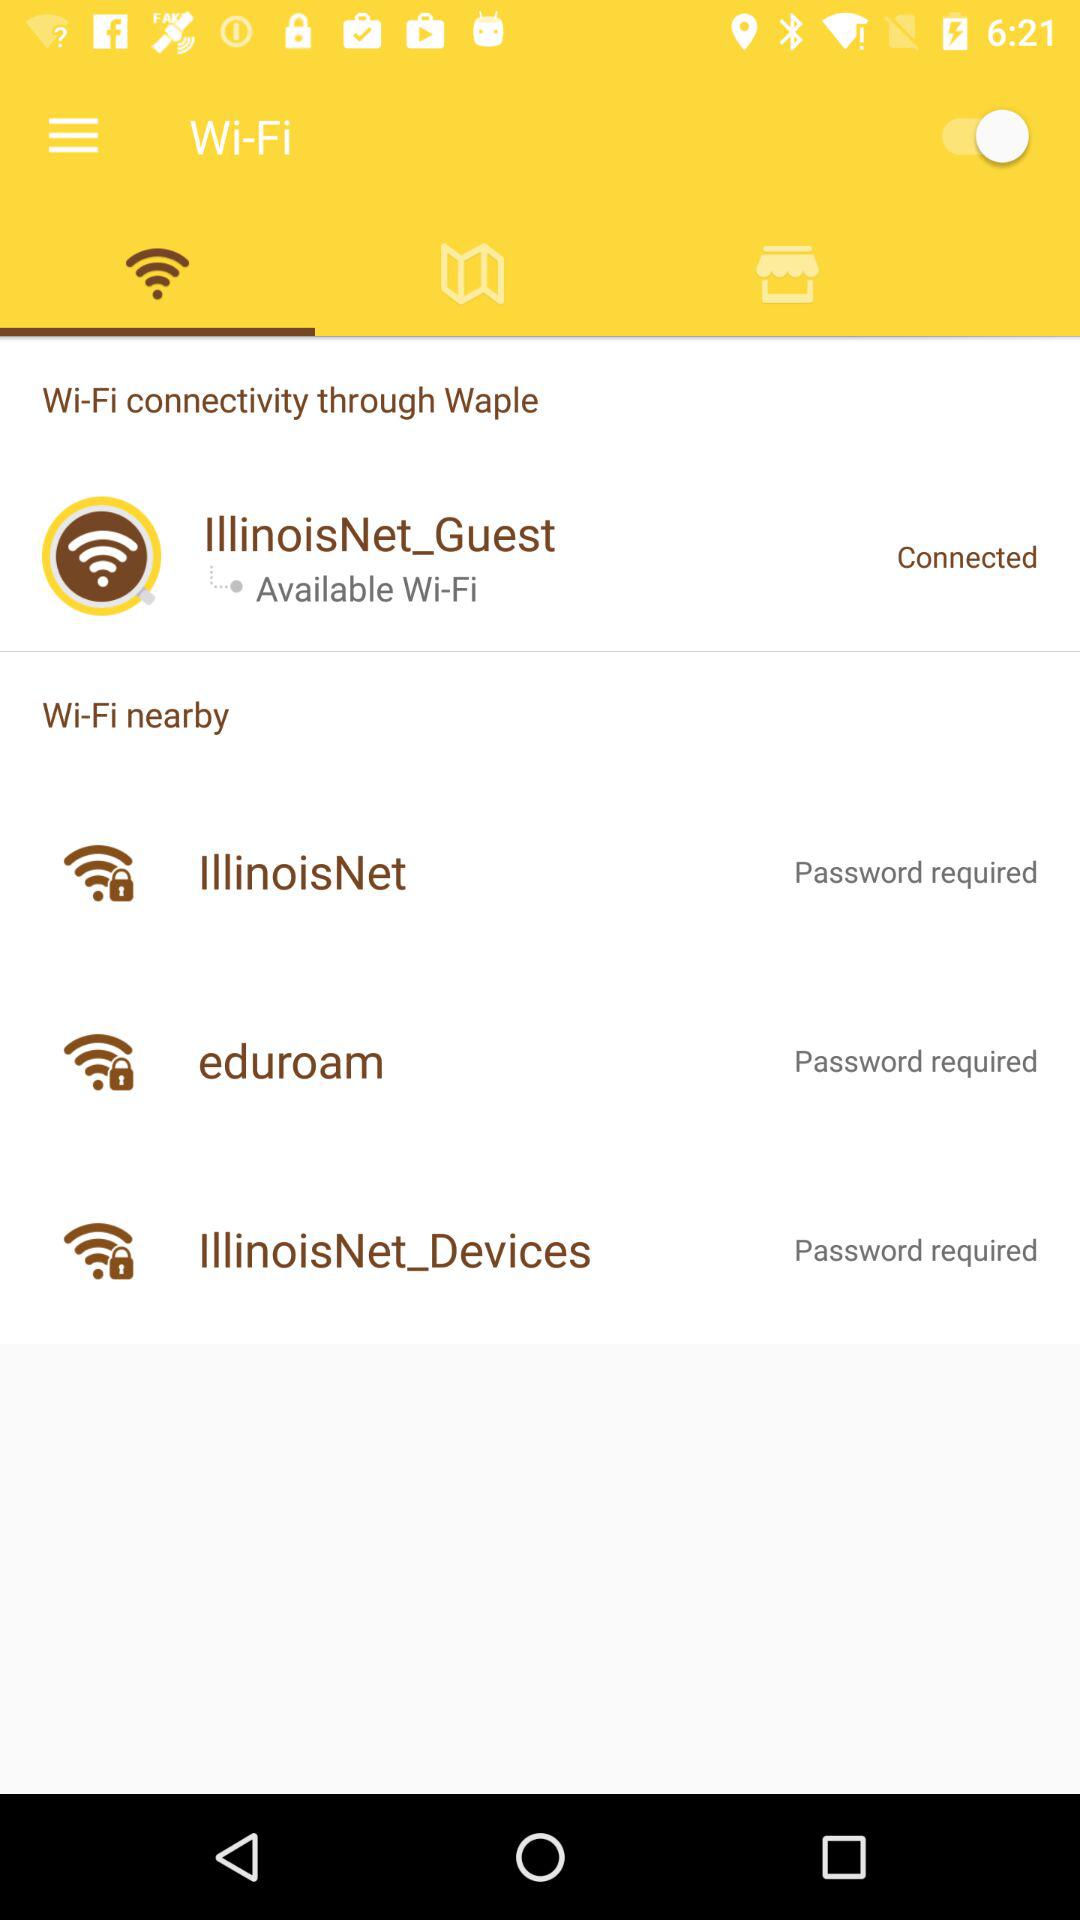 FAKE
6:21
Wi-Fi
Wi-Fi connectivity through Waple
IllinoisNet_Guest
Available Wi-Fi
Connected
Wi-Fi nearby
IllinoisNet
Password required
eduroam
Password required
IllinoisNet_Devices
Password required